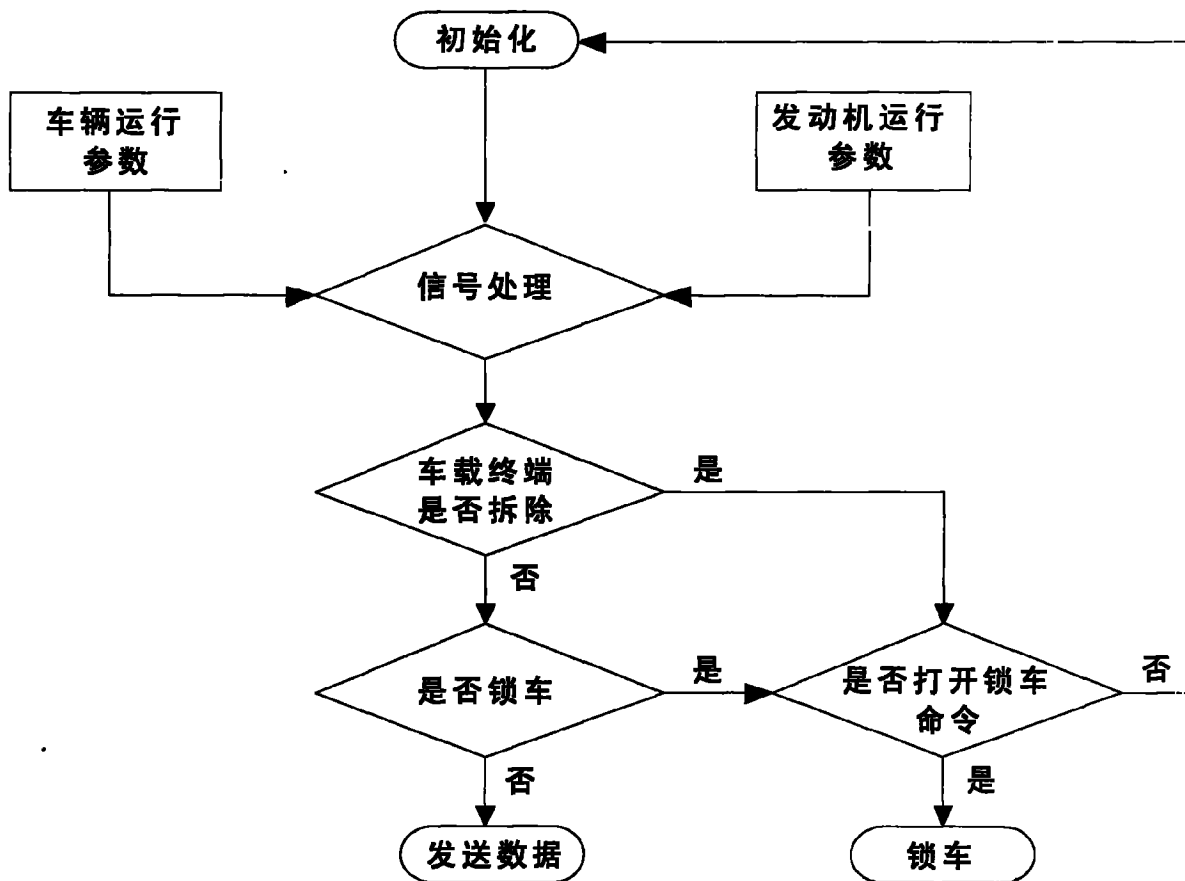 初始化
车辆运行
参数
发动机运行
参数
信号处理
车载终端
是否拆除
是
否
是否锁车
是
是否打开锁车
命令
否
否
是
发送数据
锁车